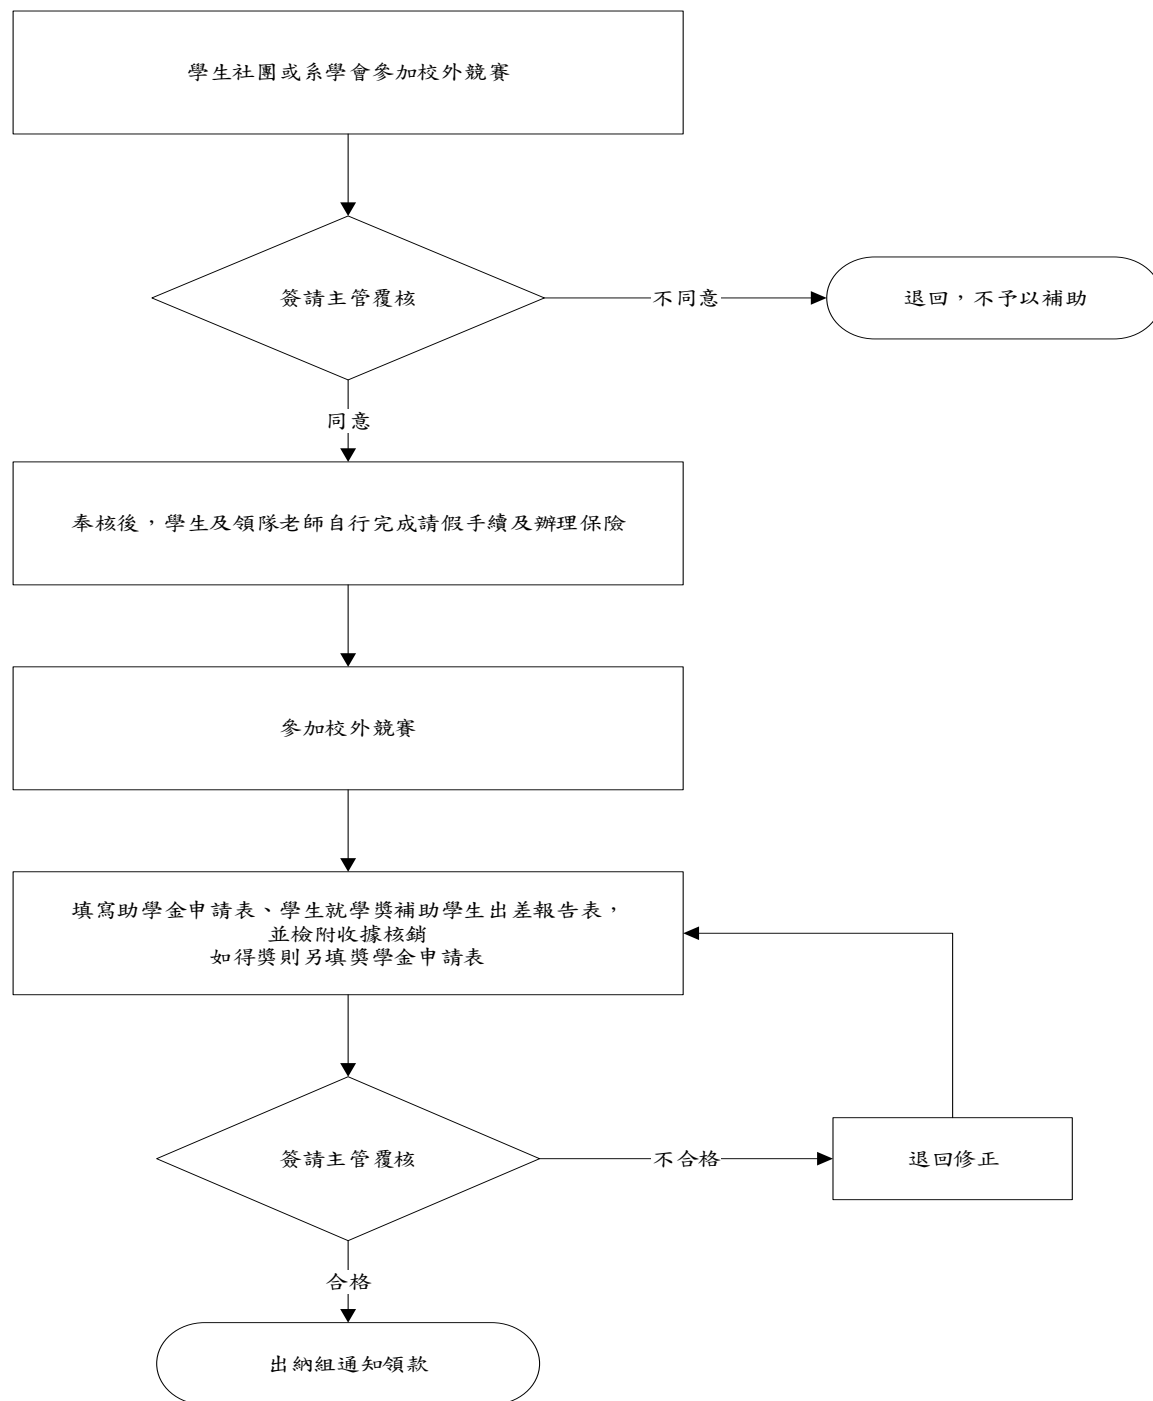 學生社團或系學會參加校外競賽
簽請主管覆核
不同意
退回，不予以補助
同意
奉核後，學生及領隊老師自行完成請假手續及辦理保險
參加校外競賽
填寫助學金申請表、學生就學獎補助學生出差報告表，
並檢附收據核銷
如得獎則另填獎學金申請表
簽請主管覆核
不合格
退回修正
合格
出納組通知領款